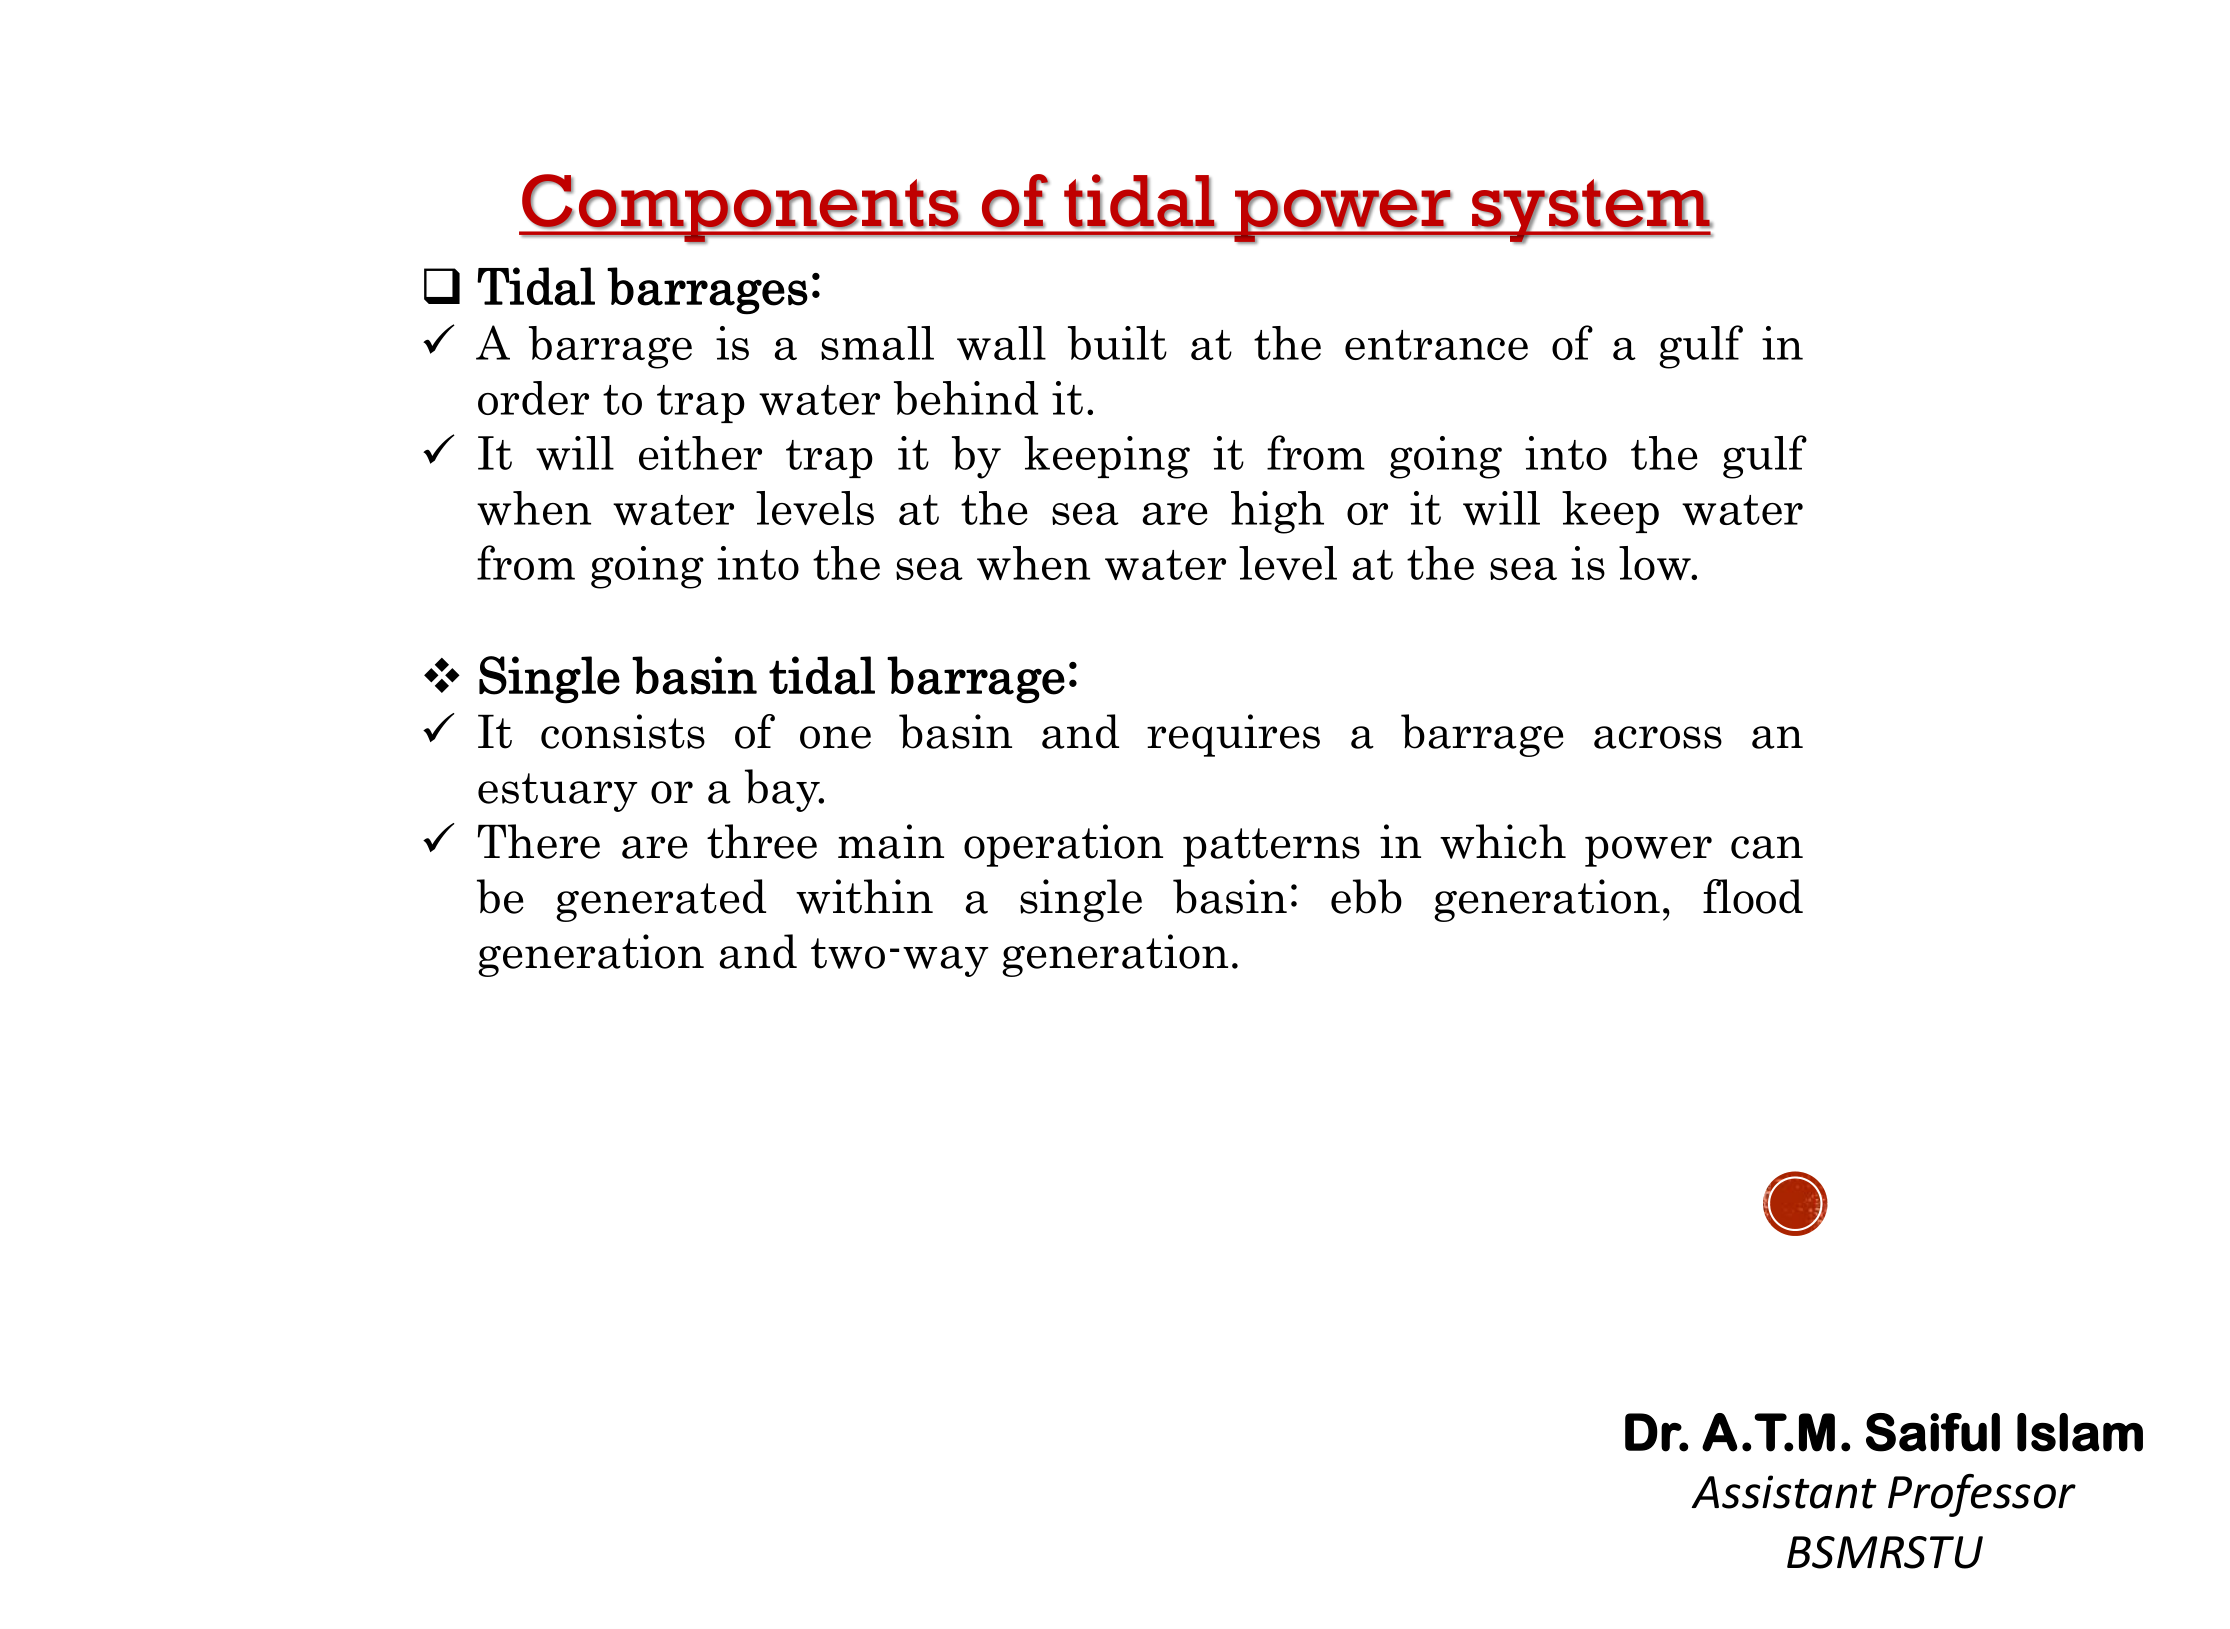 Components of tidal power system
❑ Tidal barrages:
✓ A barrage is a small wall built at the entrance of a gulf in
order to trap water behind it.
✓ It will either trap it by keeping it from going into the gulf
when water levels at the sea are high or it will keep water
from going into the sea when water level at the sea is low.
❖ Single basin tidal barrage:
✓ It consists of one basin and requires a barrage across an
estuary or a bay.
✓ There are three main operation patterns in which power can
be generated within a single basin: ebb generation, flood
generation and two-way generation.
Dr. A.T.M. Saiful Islam
Assistant Professor
BSMRSTU